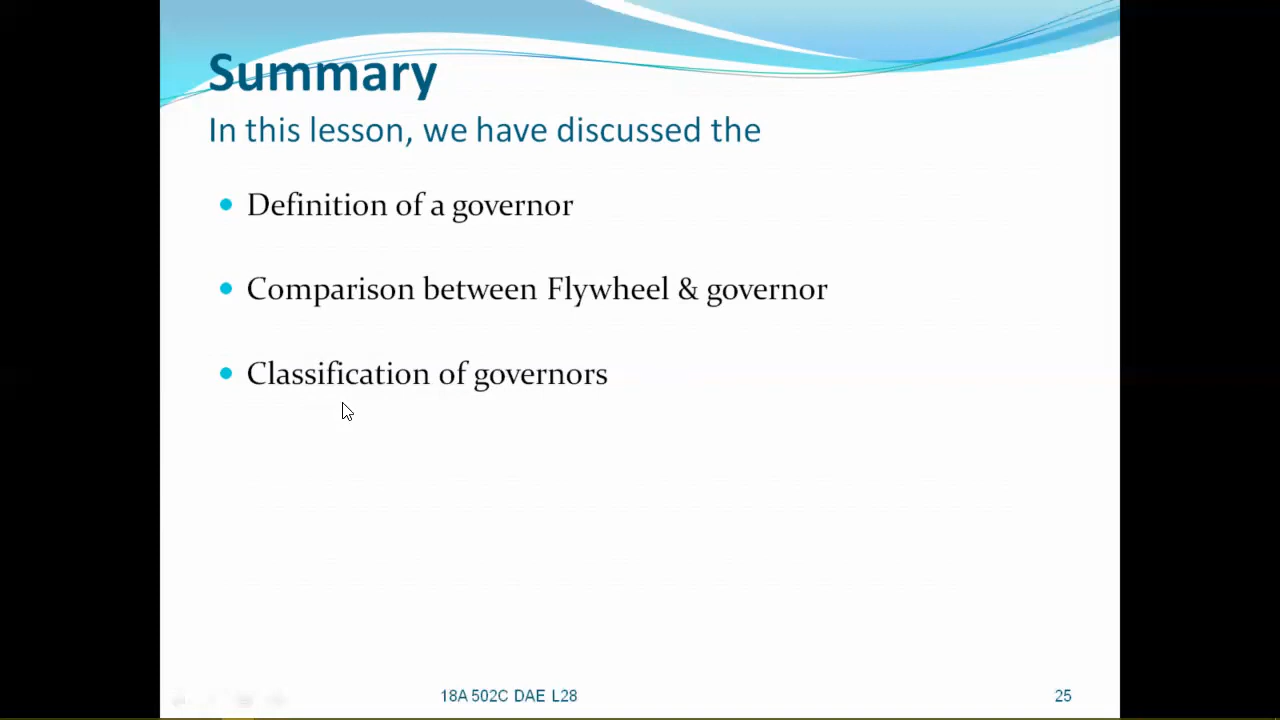 Summary
In this lesson, we have discussed the
Definition of a governor
Comparison between Flywheel & governor
Classification of governors
18A 502C DAE L28
25